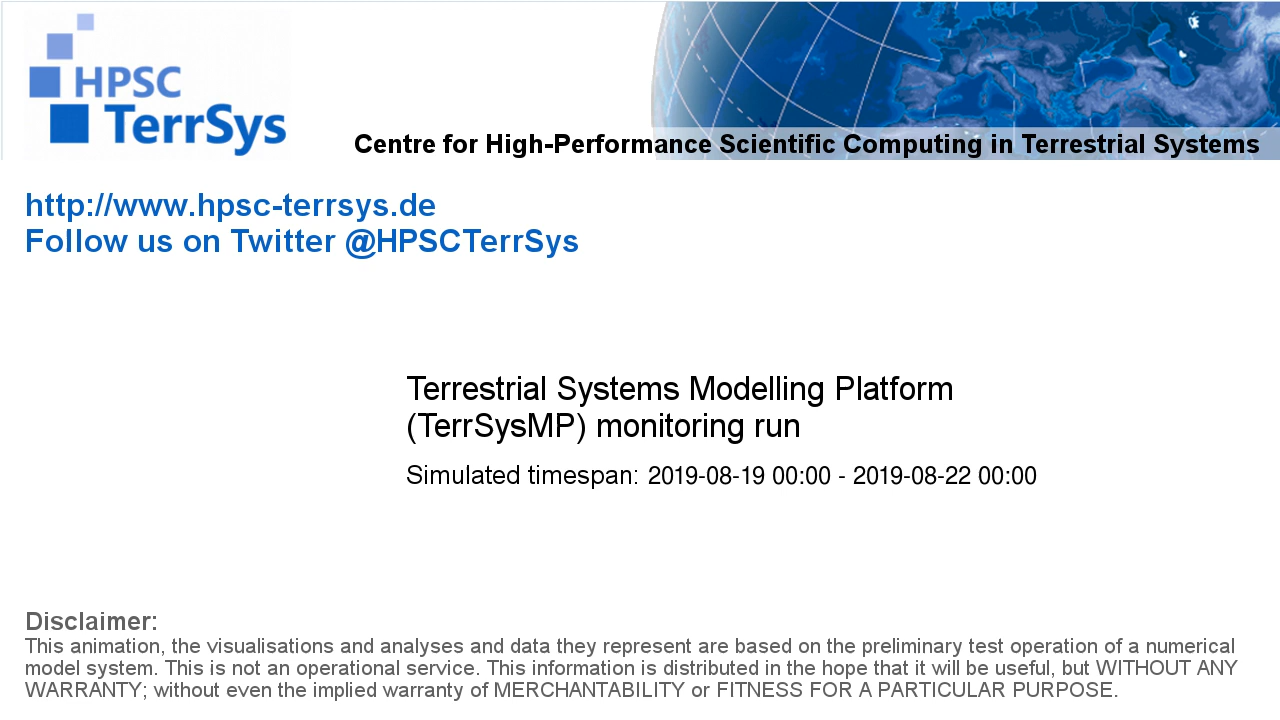 HPSC
TerrSys
Centre for High-Performance Scientific Computing in Terrestrial Systems
http://www.hpsc-terrsys.de
Follow us on Twitter @HPSCTerrSys
Terrestrial Systems Modelling Platform
(TerrSysMP) monitoring run
Simulated timespan: 2019-08-19 00:00 - 2019-08-22 00:00
Disclaimer:
This animation, the visualisations and analyses and data they represent are based on the preliminary test operation of a numerical
model system. This is not an operational service. This information is distributed in the hope that it will be useful, but WITHOUT ANY
WARRANTY; without even the implied warranty of MERCHANTABILITY or FITNESS FOR A PARTICULAR PURPOSE.